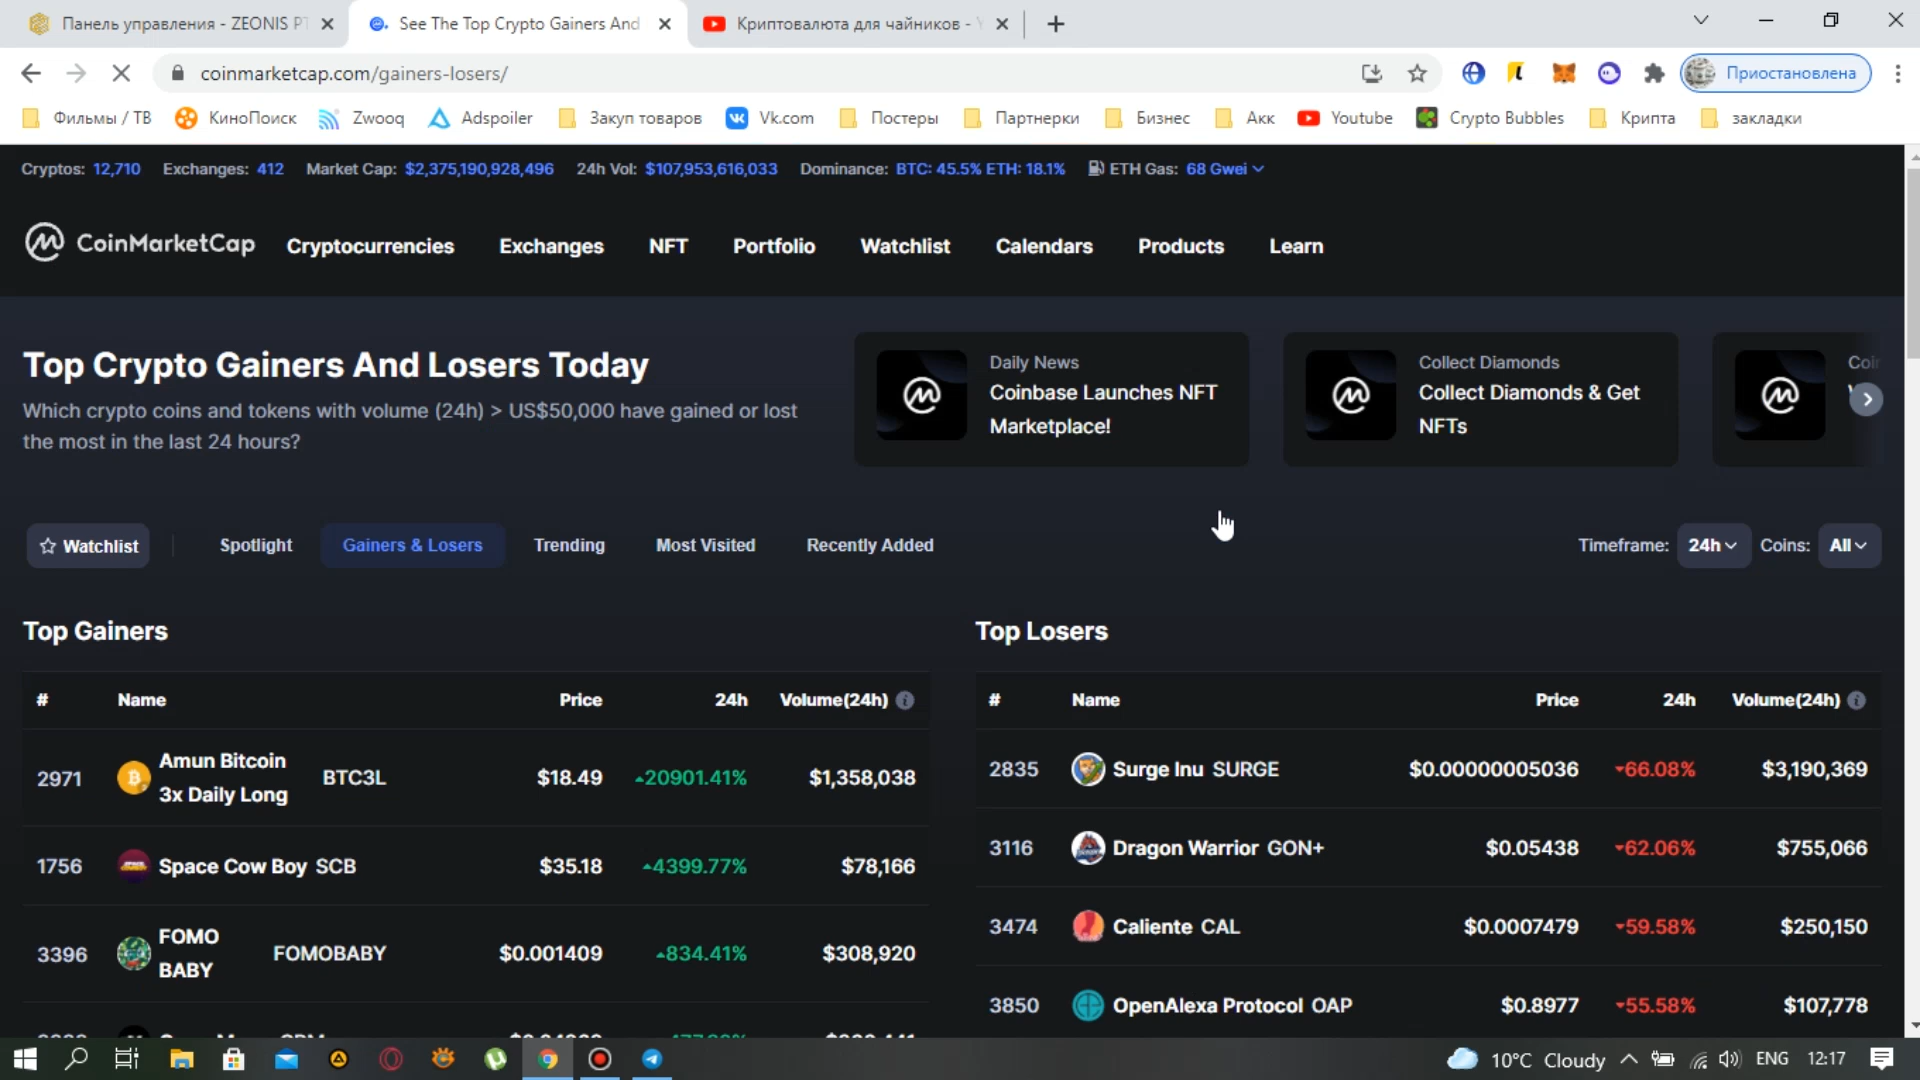 Панель управления - ZEONIS PT
See The Top Crypto Gainers And
Криптовалюта для чайников -
coinmarketcap.com/gainers-losers/
Приостановлена
Фильмы / ТВ
КиноПоиск
Zwooq
Adspoiler
Закуп товаров
Vk.com
Постеры
Партнерки
Бизнес
Акк
Youtube
Crypto Bubbles
Крипта
закладки
Cryptos: 12,710 Exchanges: 412 Market Cap: $2,375,190,928,496 24h Vol: $107,953,616,033 Dominance: BTC: 45.5% ETH: 18.1% ETH Gas: 68 Gwei
CoinMarketCap Cryptocurrencies Exchanges NFT Portfolio Watchlist Calendars Products Learn
Top Crypto Gainers And Losers Today
Which crypto coins and tokens with volume (24h) > US$50,000 have gained or lost
the most in the last 24 hours?
Daily News
Coinbase Launches NFT
Marketplace!
Collect Diamonds
Collect Diamonds & Get
NFTs
Watchlist Spotlight Gainers & Losers Trending Most Visited Recently Added Timeframe: 24h Coins: All
Top Gainers
# Name Price 24h Volume(24h)
2971 Amun Bitcoin 3x Daily Long BTC3L $18.49 20901.41% $1,358,038
1756 Space Cow Boy SCB $35.18 4399.77% $78,166
3396 FOMO BABY FOMOBABY $0.001409 834.41% $308,920
Top Losers
# Name Price 24h Volume(24h)
2835 Surge Inu SURGE $0.00000005036 66.08% $3,190,369
3116 Dragon Warrior GON+ $0.05438 62.06% $755,066
3474 Caliente CAL $0.0007479 59.58% $250,150
3850 OpenAlexa Protocol OAP $0.8977 55.58% $107,778
10°C Cloudy ENG 12:17